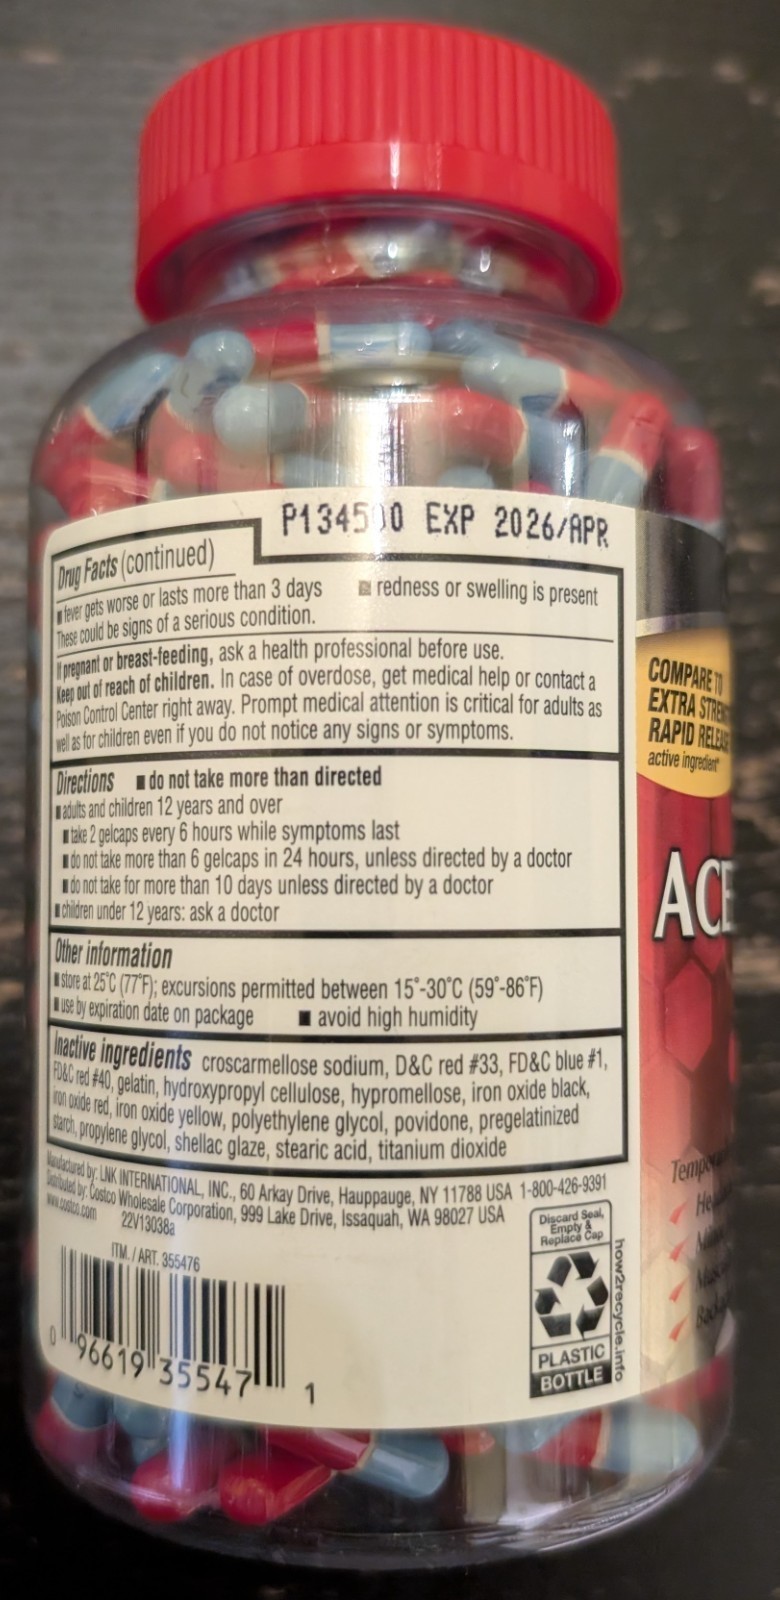 P134500 EXP 2026/APR
Drug Facts (continued)
■ fever gets worse or lasts more than 3 days ■ redness or swelling is present
These could be signs of a serious condition.
If pregnant or breast-feeding, ask a health professional before use.
Keep out of reach of children. In case of overdose, get medical help or contact a
Poison Control Center right away. Prompt medical attention is critical for adults as
well as for children even if you do not notice any signs or symptoms.
Directions ■ do not take more than directed
■ adults and children 12 years and over
■ take 2 gelcaps every 6 hours while symptoms last
■ do not take more than 6 gelcaps in 24 hours, unless directed by a doctor
■ do not take for more than 10 days unless directed by a doctor
■ children under 12 years: ask a doctor
Other information
■ store at 25°C (77°F); excursions permitted between 15°-30°C (59°-86°F)
■ use by expiration date on package ■ avoid high humidity
Inactive ingredients croscarmellose sodium, D&C red #33, FD&C blue #1,
FD&C red #40, gelatin, hydroxypropyl cellulose, hypromellose, iron oxide black,
iron oxide red, iron oxide yellow, polyethylene glycol, povidone, pregelatinized
starch, propylene glycol, shellac glaze, stearic acid, titanium dioxide
Manufactured by: LNK INTERNATIONAL, INC., 60 Arkay Drive, Hauppauge, NY 11788 USA 1-800-426-9391
Distributed by: Costco Wholesale Corporation, 999 Lake Drive, Issaquah, WA 98027 USA
www.costco.com 22V13038a
ITM. / ART. 355476
0 96619 35547 1
Discard Seal,
Empty &
Replace Cap
PLASTIC
BOTTLE
how2recycle.info
COMPARE TO
EXTRA
RAPID
active ingredient*
ACE